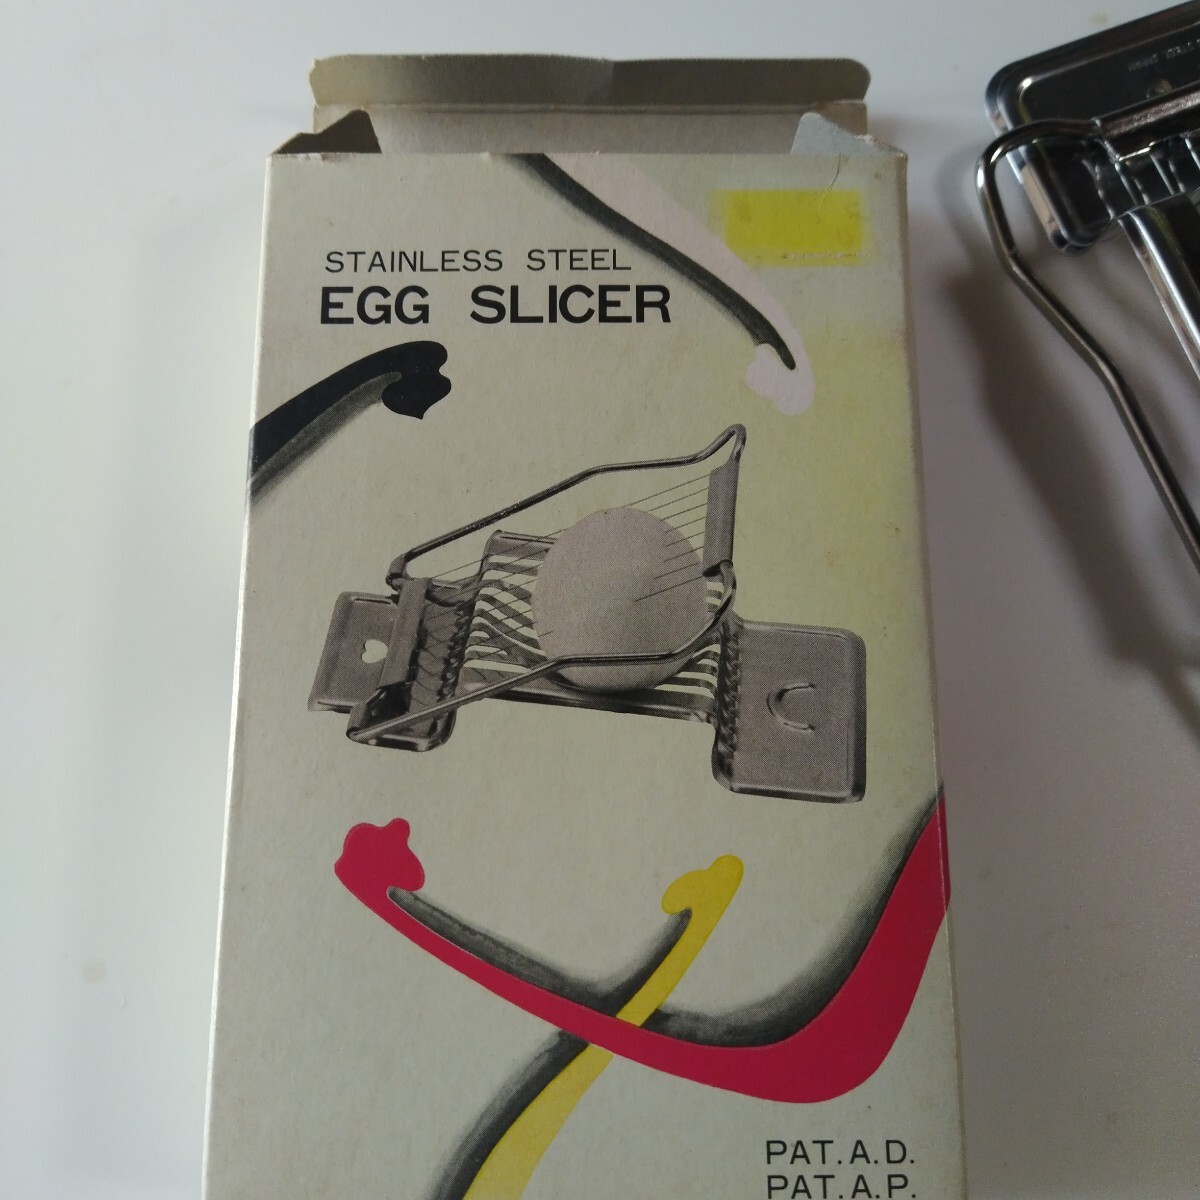 STAINLESS STEEL
EGG SLICER
PAT.A.D.
PAT.A.P.